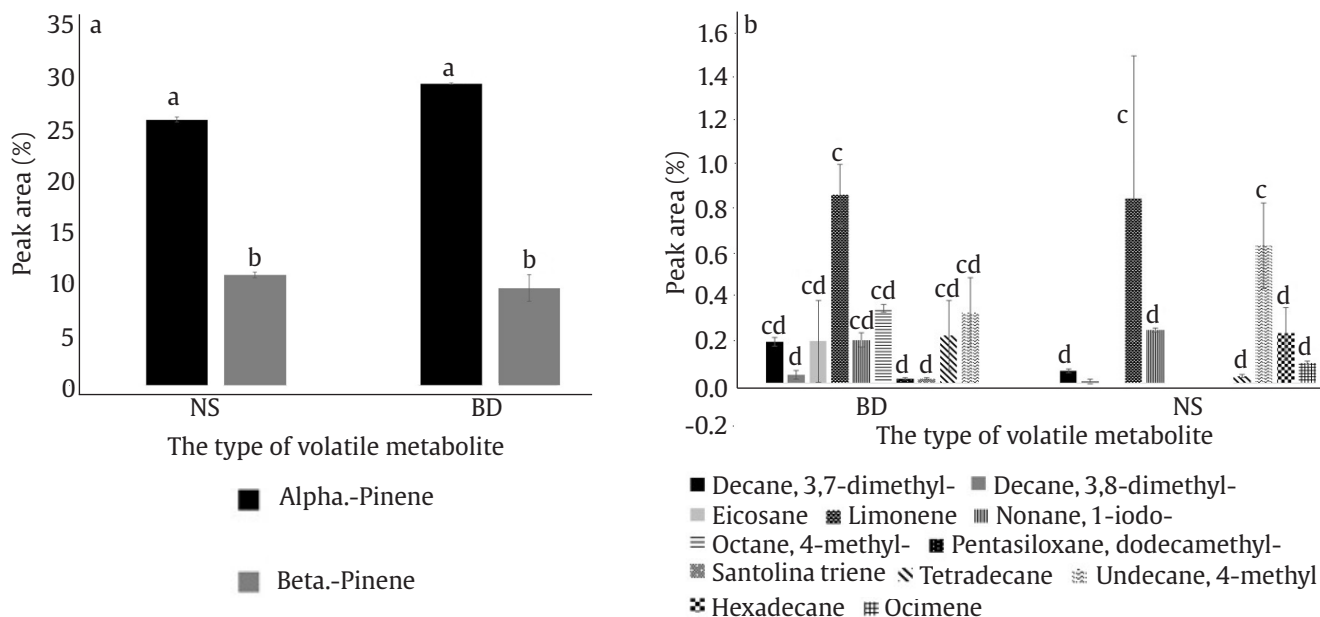 a
35
30
25
20
15
10
5
0
Peak area (%)
a
b
a
b
NS BD
The type of volatile metabolite
Alpha.-Pinene
Beta.-Pinene
b
1.6
1.4
1.2
1.0
0.8
0.6
0.4
0.2
0.0
-0.2
Peak area (%)
cd
d
cd
c
cd
cd
d
d
cd
cd
d
c
d
d
c
d
d
BD NS
The type of volatile metabolite
Decane, 3,7-dimethyl- Decane, 3,8-dimethyl-
Eicosane Limonene Nonane, 1-iodo-
Octane, 4-methyl- Pentasiloxane, dodecamethyl-
Santolina triene Tetradecane Undecane, 4-methyl
Hexadecane Ocimene